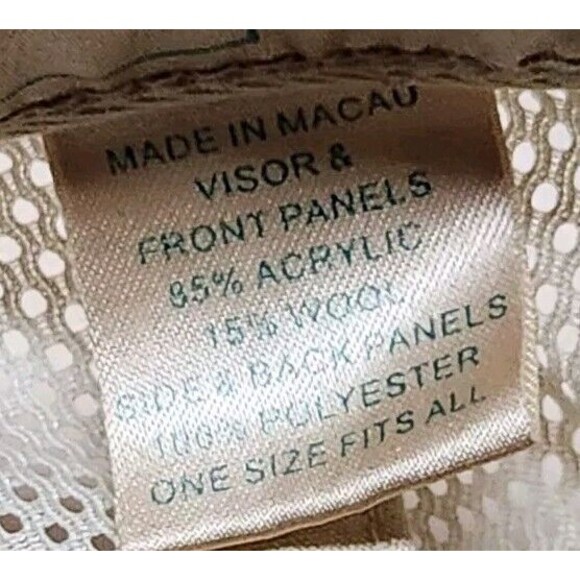 MADE IN MACAU
VISOR &
FRONT PANELS
85% ACRYLIC
15% WOOL
SIDE & BACK PANELS
100% POLYESTER
ONE SIZE FITS ALL